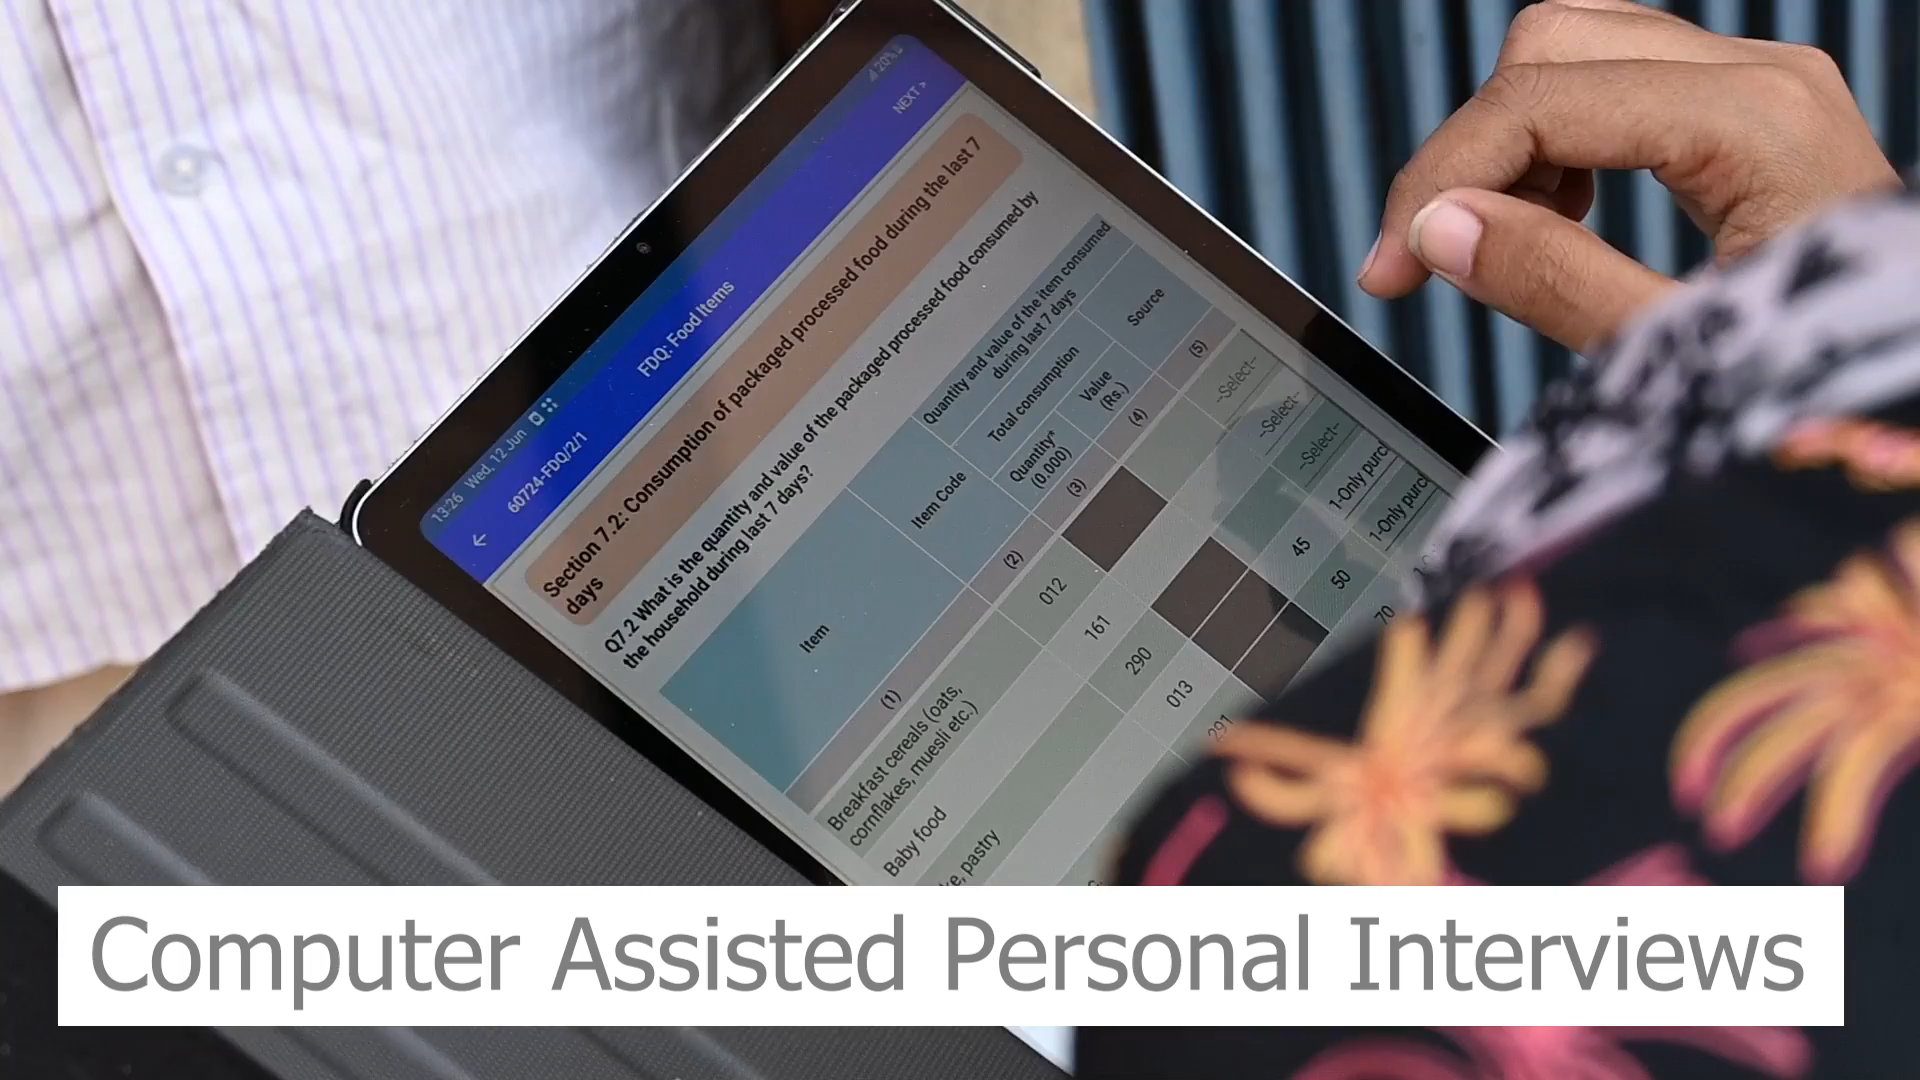 13:26 Wed, 12 Jun
20%
60724-FDQ/2/1
FDQ: Food Items
NEXT >
Section 7.2: Consumption of packaged processed food during the last 7
days
Q7.2 What is the quantity and value of the packaged processed food consumed by
the household during last 7 days?
Item
Item Code
Quantity and value of the item consumed
during last 7 days
Total consumption
Source
Quantity*
(0.000)
Value
(Rs.)
(1)
(2)
(3)
(4)
(5)
Breakfast cereals (oats,
cornflakes, muesli etc.)
012
--Select--
Baby food
161
--Select--
pastry
290
--Select--
013
45
1-Only
291
50
1-Only
70
Computer Assisted Personal Interviews